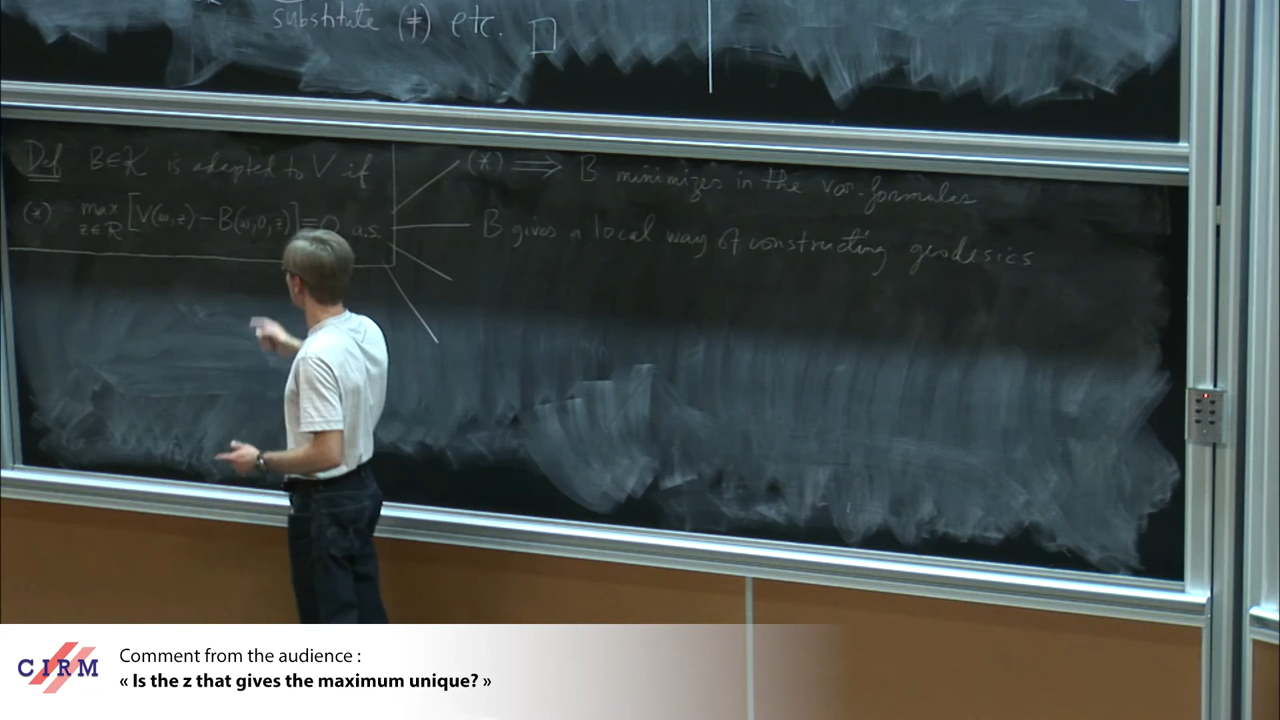 substitute (‡) etc. □
Def B∈K is adapted to V if
(*) max z∈R [V(ω,z) – B(ω,0,z)] = 0 a.s.
(*) ⟹ B minimizes in the var. formulas
B gives a local way of constructing geodesics
CIRM
Comment from the audience :
« Is the z that gives the maximum unique? »